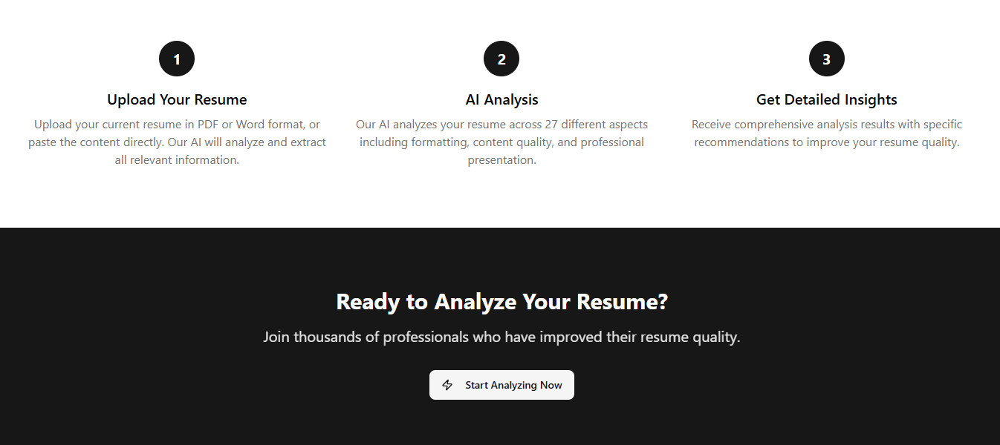 1
2
3
Upload Your Resume
AI Analysis
Get Detailed Insights
Upload your current resume in PDF or Word format, or
paste the content directly. Our AI will analyze and extract
all relevant information.
Our AI analyzes your resume across 27 different aspects
including formatting, content quality, and professional
presentation.
Receive comprehensive analysis results with specific
recommendations to improve your resume quality.
Ready to Analyze Your Resume?
Join thousands of professionals who have improved their resume quality.
Start Analyzing Now